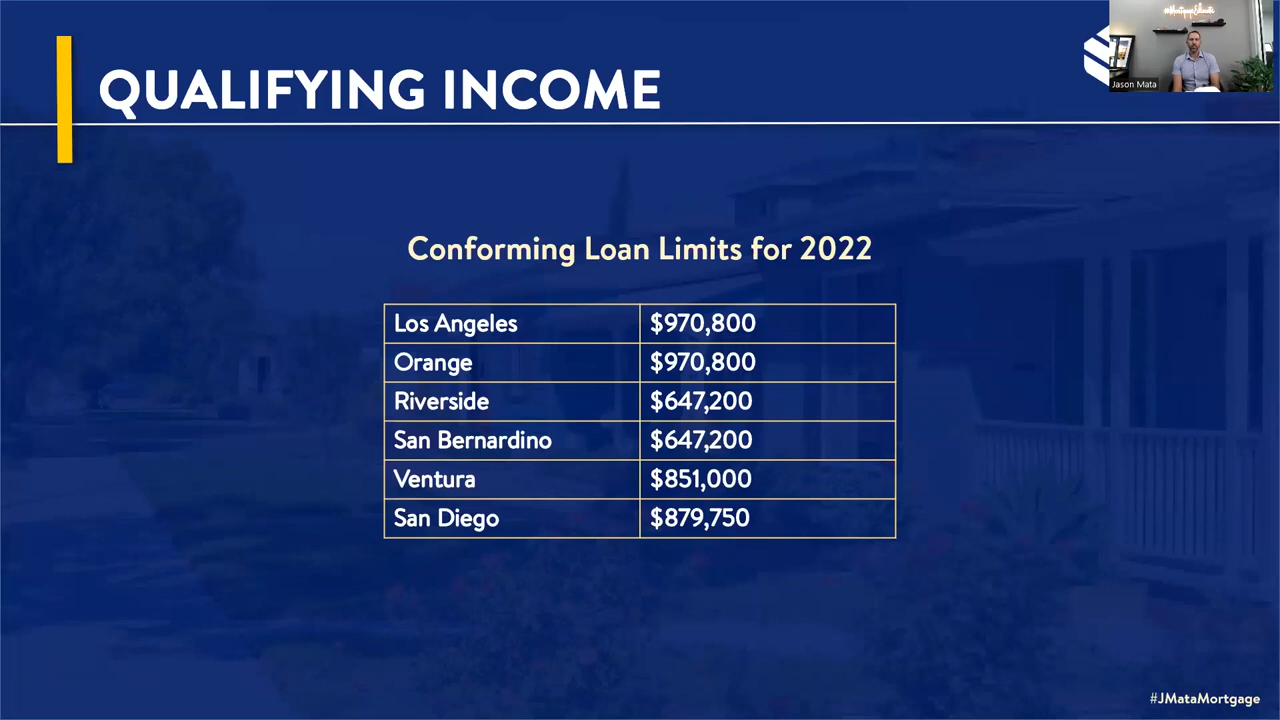 QUALIFYING INCOME
#MortgageEducate
Jason Mata
Conforming Loan Limits for 2022
Los Angeles $970,800
Orange $970,800
Riverside $647,200
San Bernardino $647,200
Ventura $851,000
San Diego $879,750
#JMataMortgage